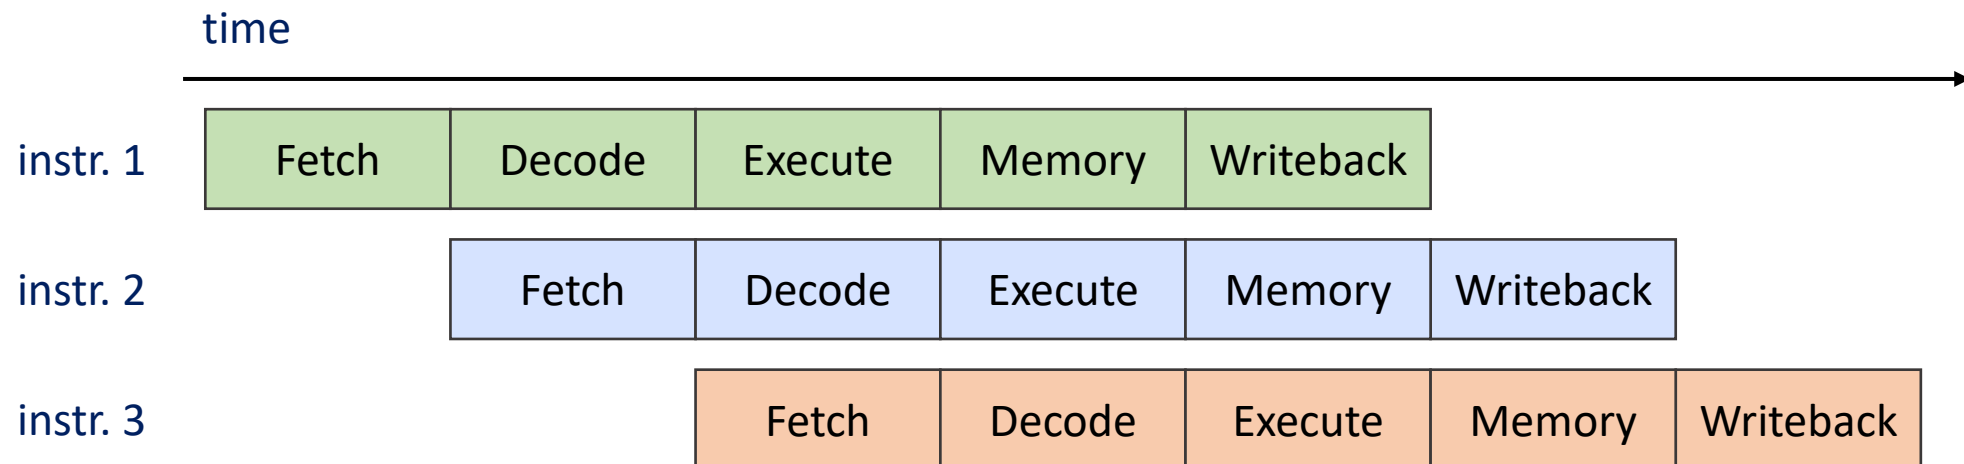 time
instr. 1 Fetch Decode Execute Memory Writeback
instr. 2 Fetch Decode Execute Memory Writeback
instr. 3 Fetch Decode Execute Memory Writeback